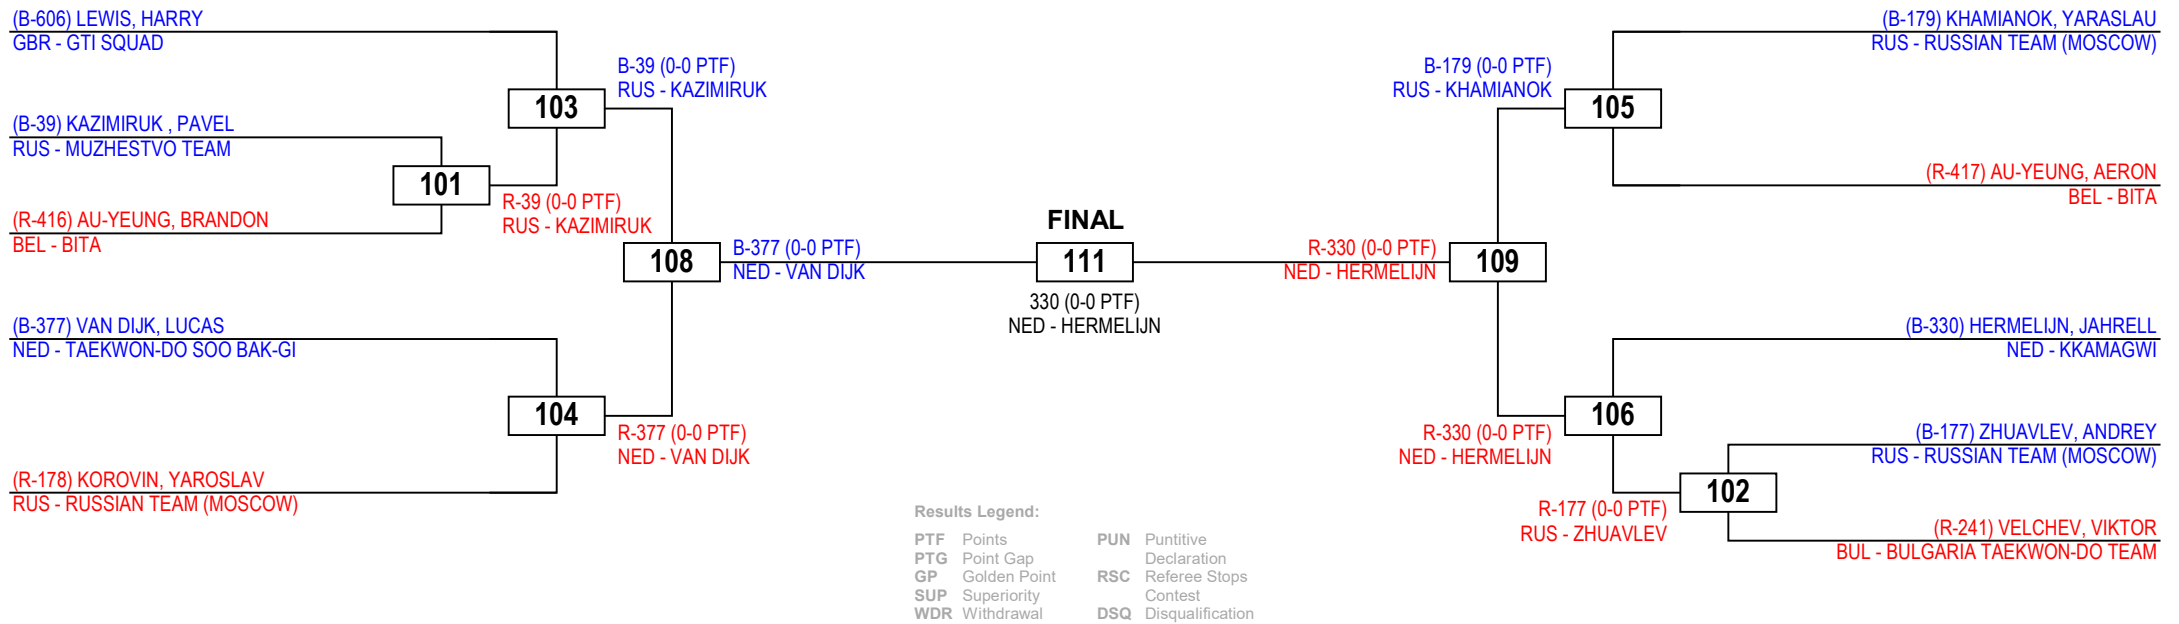 (B-606) LEWIS, HARRY
GBR - GTI SQUAD
(B-39) KAZIMIRUK , PAVEL
RUS - MUZHESTVO TEAM
(R-416) AU-YEUNG, BRANDON
BEL - BITA
(B-377) VAN DIJK, LUCAS
NED - TAEKWON-DO SOO BAK-GI
(R-178) KOROVIN, YAROSLAV
RUS - RUSSIAN TEAM (MOSCOW)
101
R-39 (0-0 PTF)
RUS - KAZIMIRUK
103
B-39 (0-0 PTF)
RUS - KAZIMIRUK
104
R-377 (0-0 PTF)
NED - VAN DIJK
108
B-377 (0-0 PTF)
NED - VAN DIJK
FINAL
111
330 (0-0 PTF)
NED - HERMELIJN
R-330 (0-0 PTF)
NED - HERMELIJN
109
B-179 (0-0 PTF)
RUS - KHAMIANOK
105
R-330 (0-0 PTF)
NED - HERMELIJN
106
R-177 (0-0 PTF)
RUS - ZHUAVLEV
102
(B-179) KHAMIANOK, YARASLAU
RUS - RUSSIAN TEAM (MOSCOW)
(R-417) AU-YEUNG, AERON
BEL - BITA
(B-330) HERMELIJN, JAHRELL
NED - KKAMAGWI
(B-177) ZHUAVLEV, ANDREY
RUS - RUSSIAN TEAM (MOSCOW)
(R-241) VELCHEV, VIKTOR
BUL - BULGARIA TAEKWON-DO TEAM
Results Legend:
PTF Points
PTG Point Gap
GP Golden Point
SUP Superiority
WDR Withdrawal
PUN Puntitive
Declaration
RSC Referee Stops
Contest
DSQ Disqualification